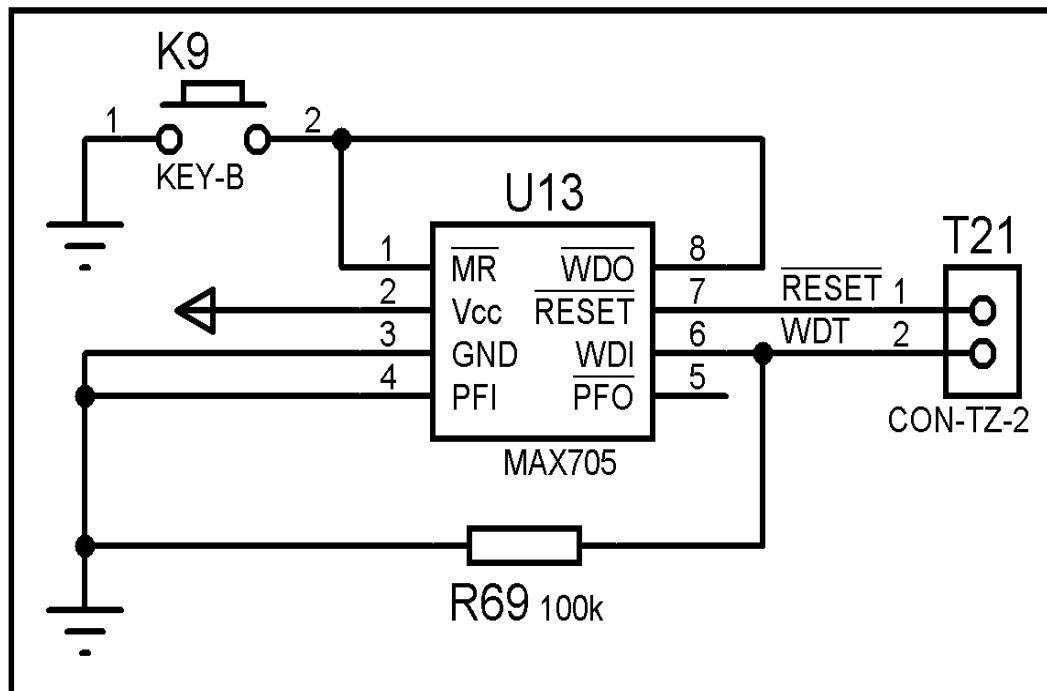 K9
1 2
KEY-B
U13
T21
1 MR WDO 8
2 Vcc RESET 7 RESET 1
3 GND WDI 6 WDT 2
4 PFI PFO 5
CON-TZ-2
MAX705
R69 100k